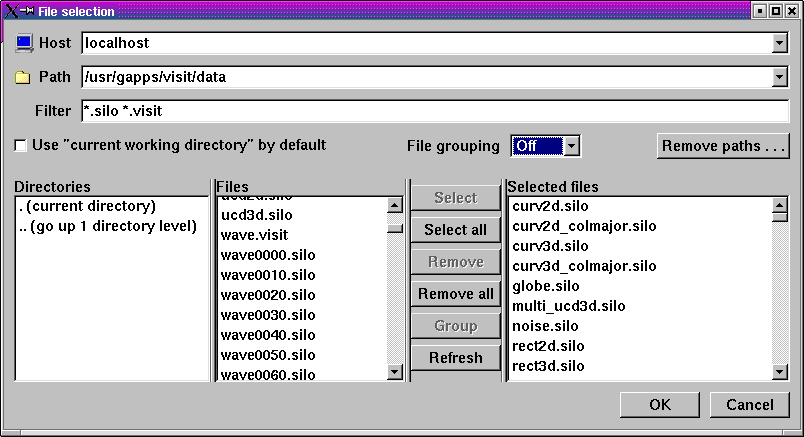 File selection
Host localhost
Path /usr/gapps/visit/data
Filter *.silo *.visit
Use "current working directory" by default File grouping Off Remove paths . . .
Directories
. (current directory)
.. (go up 1 directory level)
Files
ucd2d.silo
ucd3d.silo
wave.visit
wave0000.silo
wave0010.silo
wave0020.silo
wave0030.silo
wave0040.silo
wave0050.silo
wave0060.silo
Select
Select all
Remove
Remove all
Group
Refresh
Selected files
curv2d.silo
curv2d_colmajor.silo
curv3d.silo
curv3d_colmajor.silo
globe.silo
multi_ucd3d.silo
noise.silo
rect2d.silo
rect3d.silo
OK Cancel